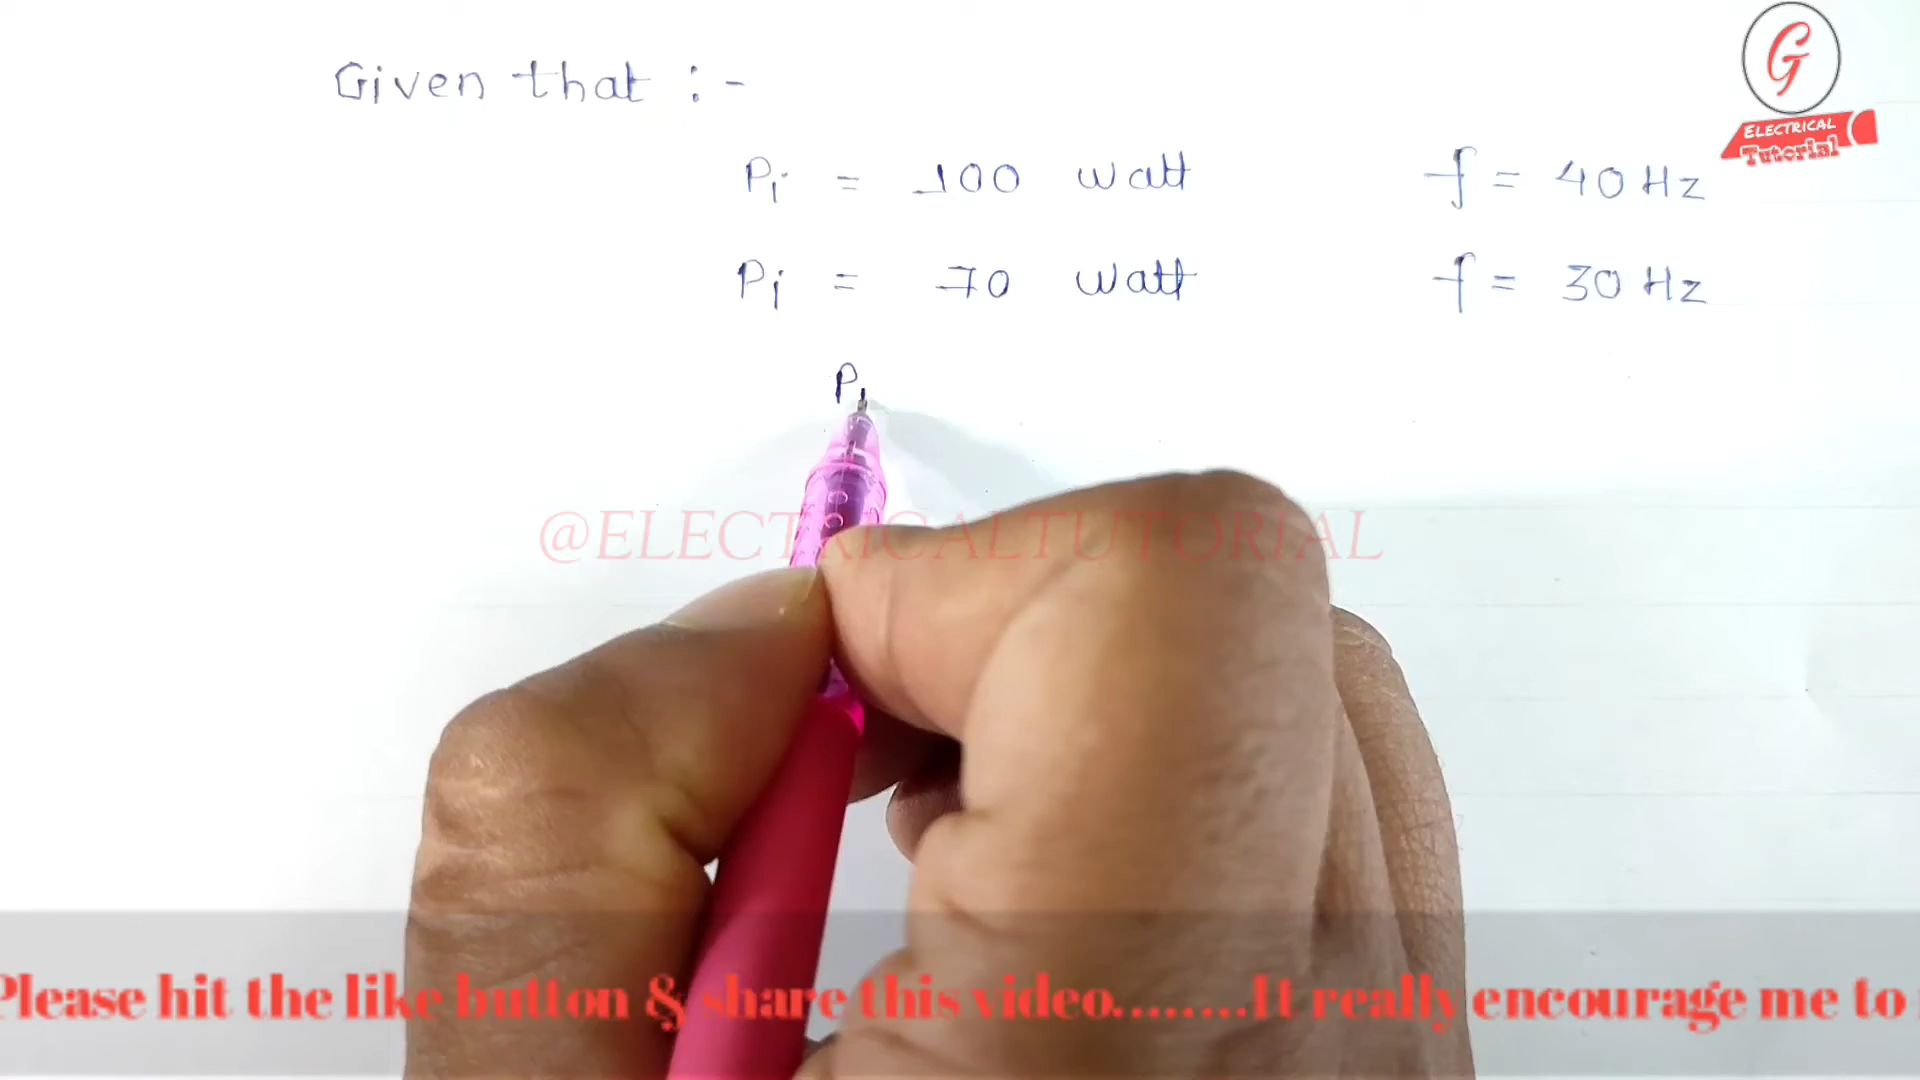 Given that :-
G
ELECTRICAL
Tutorial
Pi = 100 watt f = 40 Hz
Pi = 70 watt f = 30 Hz
Pi
@ELECTRICALTUTORIAL
Please hit the like button & share this video........It really encourage me to